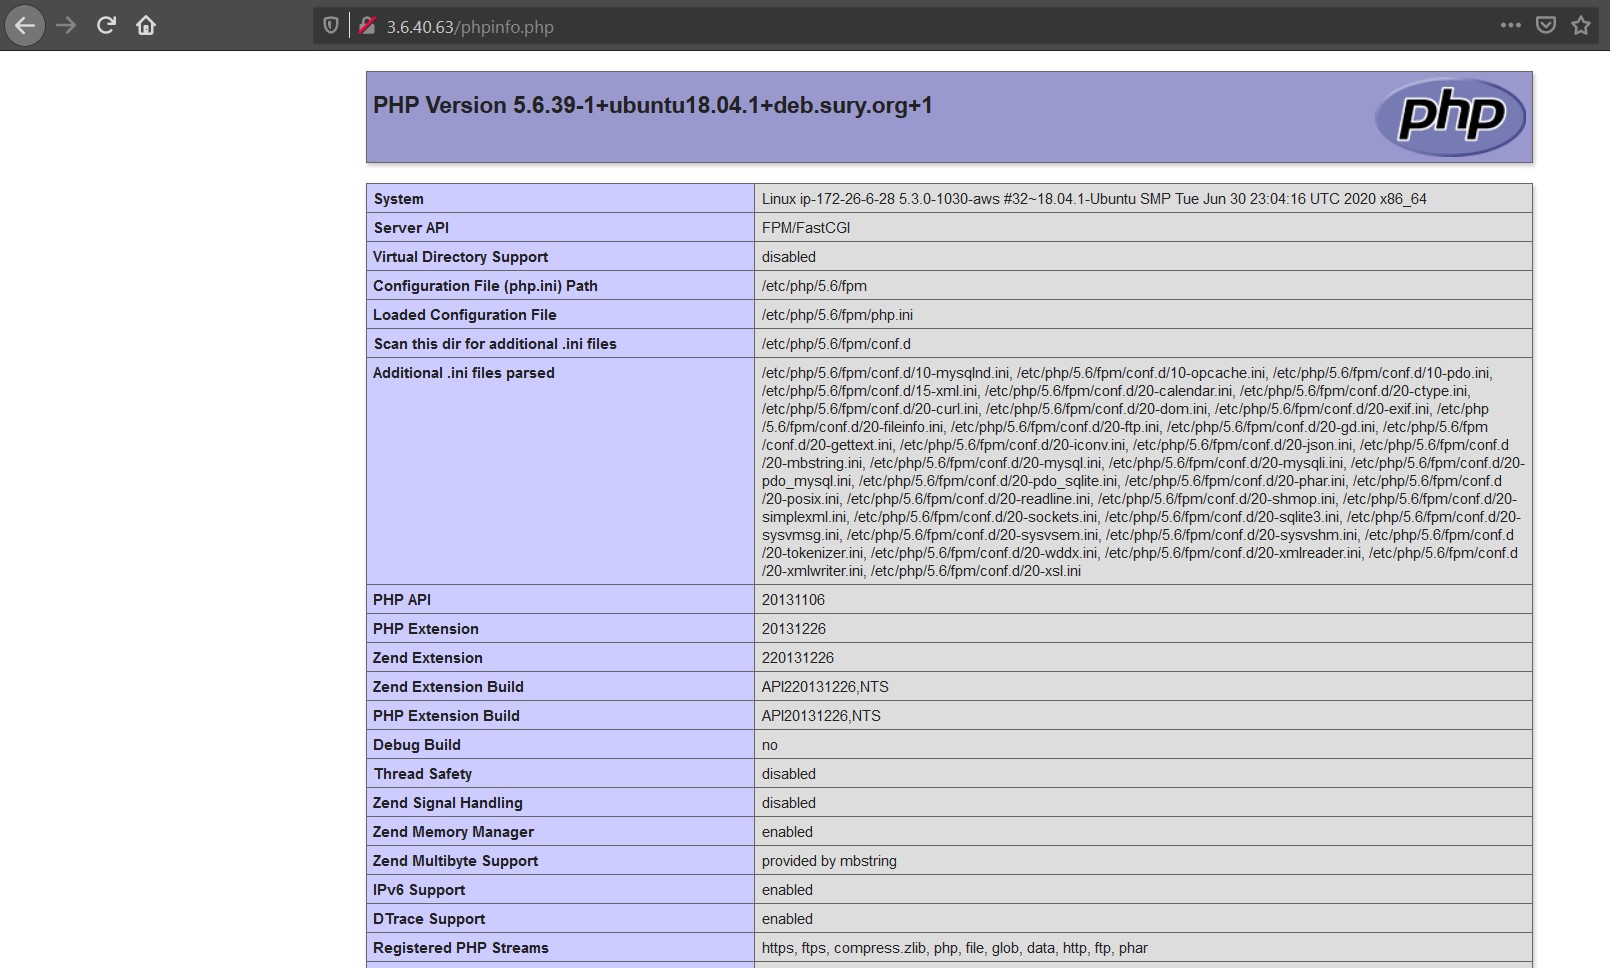 3.6.40.63/phpinfo.php
PHP Version 5.6.39-1+ubuntu18.04.1+deb.sury.org+1
php
System Linux ip-172-26-6-28 5.3.0-1030-aws #32~18.04.1-Ubuntu SMP Tue Jun 30 23:04:16 UTC 2020 x86_64
Server API FPM/FastCGI
Virtual Directory Support disabled
Configuration File (php.ini) Path /etc/php/5.6/fpm
Loaded Configuration File /etc/php/5.6/fpm/php.ini
Scan this dir for additional .ini files /etc/php/5.6/fpm/conf.d
Additional .ini files parsed /etc/php/5.6/fpm/conf.d/10-mysqlnd.ini, /etc/php/5.6/fpm/conf.d/10-opcache.ini, /etc/php/5.6/fpm/conf.d/10-pdo.ini,
/etc/php/5.6/fpm/conf.d/15-xml.ini, /etc/php/5.6/fpm/conf.d/20-calendar.ini, /etc/php/5.6/fpm/conf.d/20-ctype.ini,
/etc/php/5.6/fpm/conf.d/20-curl.ini, /etc/php/5.6/fpm/conf.d/20-dom.ini, /etc/php/5.6/fpm/conf.d/20-exif.ini, /etc/php
/5.6/fpm/conf.d/20-fileinfo.ini, /etc/php/5.6/fpm/conf.d/20-ftp.ini, /etc/php/5.6/fpm/conf.d/20-gd.ini, /etc/php/5.6/fpm
/conf.d/20-gettext.ini, /etc/php/5.6/fpm/conf.d/20-iconv.ini, /etc/php/5.6/fpm/conf.d/20-json.ini, /etc/php/5.6/fpm/conf.d
/20-mbstring.ini, /etc/php/5.6/fpm/conf.d/20-mysql.ini, /etc/php/5.6/fpm/conf.d/20-mysqli.ini, /etc/php/5.6/fpm/conf.d/20-
pdo_mysql.ini, /etc/php/5.6/fpm/conf.d/20-pdo_sqlite.ini, /etc/php/5.6/fpm/conf.d/20-phar.ini, /etc/php/5.6/fpm/conf.d
/20-posix.ini, /etc/php/5.6/fpm/conf.d/20-readline.ini, /etc/php/5.6/fpm/conf.d/20-shmop.ini, /etc/php/5.6/fpm/conf.d/20-
simplexml.ini, /etc/php/5.6/fpm/conf.d/20-sockets.ini, /etc/php/5.6/fpm/conf.d/20-sqlite3.ini, /etc/php/5.6/fpm/conf.d/20-
sysvmsg.ini, /etc/php/5.6/fpm/conf.d/20-sysvsem.ini, /etc/php/5.6/fpm/conf.d/20-sysvshm.ini, /etc/php/5.6/fpm/conf.d
/20-tokenizer.ini, /etc/php/5.6/fpm/conf.d/20-wddx.ini, /etc/php/5.6/fpm/conf.d/20-xmlreader.ini, /etc/php/5.6/fpm/conf.d
/20-xmlwriter.ini, /etc/php/5.6/fpm/conf.d/20-xsl.ini
PHP API 20131106
PHP Extension 20131226
Zend Extension 220131226
Zend Extension Build API220131226,NTS
PHP Extension Build API20131226,NTS
Debug Build no
Thread Safety disabled
Zend Signal Handling disabled
Zend Memory Manager enabled
Zend Multibyte Support provided by mbstring
IPv6 Support enabled
DTrace Support enabled
Registered PHP Streams https, ftps, compress.zlib, php, file, glob, data, http, ftp, phar